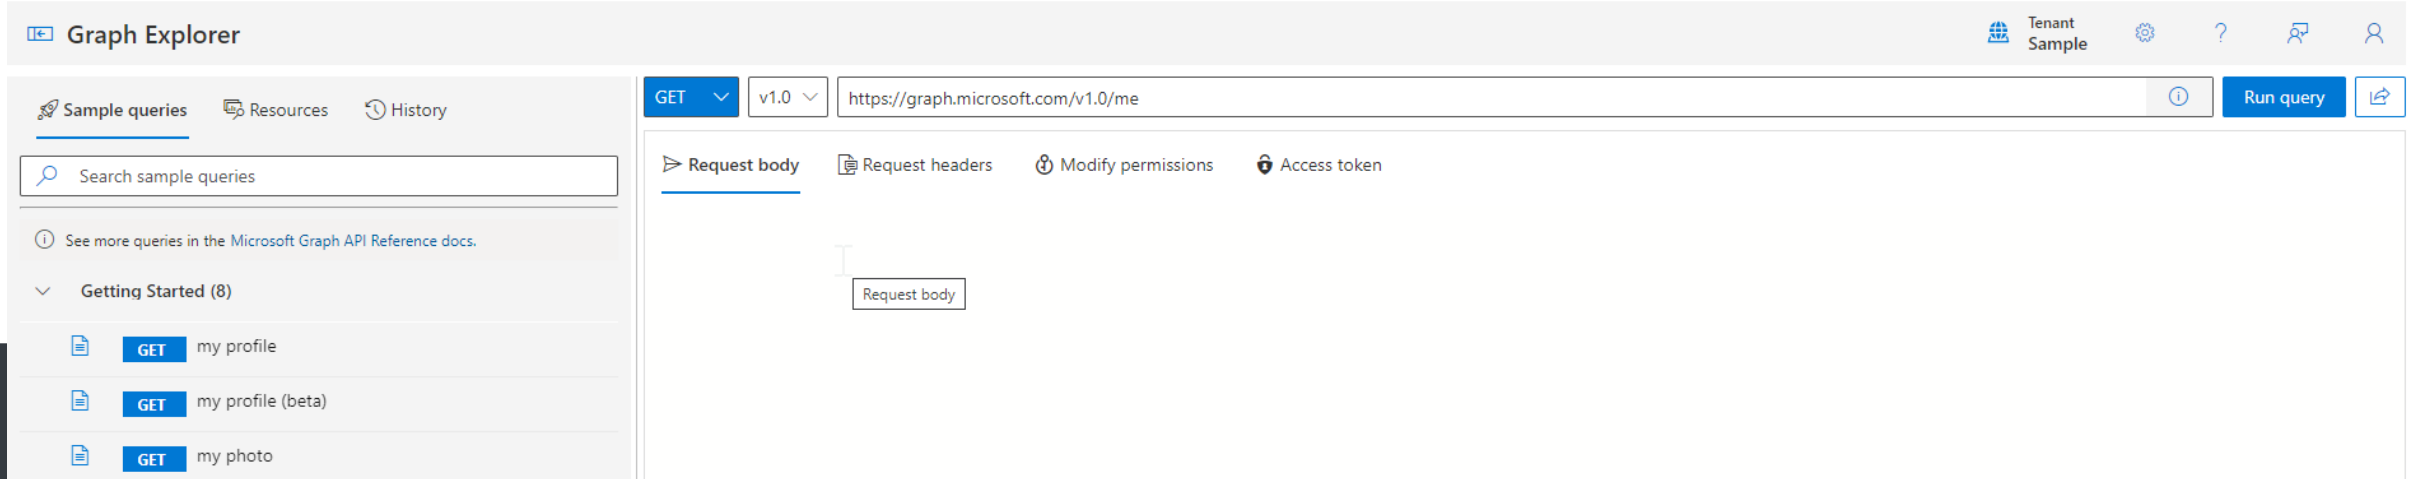 Graph Explorer
Tenant
Sample
Sample queries
Resources
History
Search sample queries
See more queries in the Microsoft Graph API Reference docs.
Getting Started (8)
GET my profile
GET my profile (beta)
GET my photo
GET
v1.0
https://graph.microsoft.com/v1.0/me
Run query
Request body
Request headers
Modify permissions
Access token
Request body